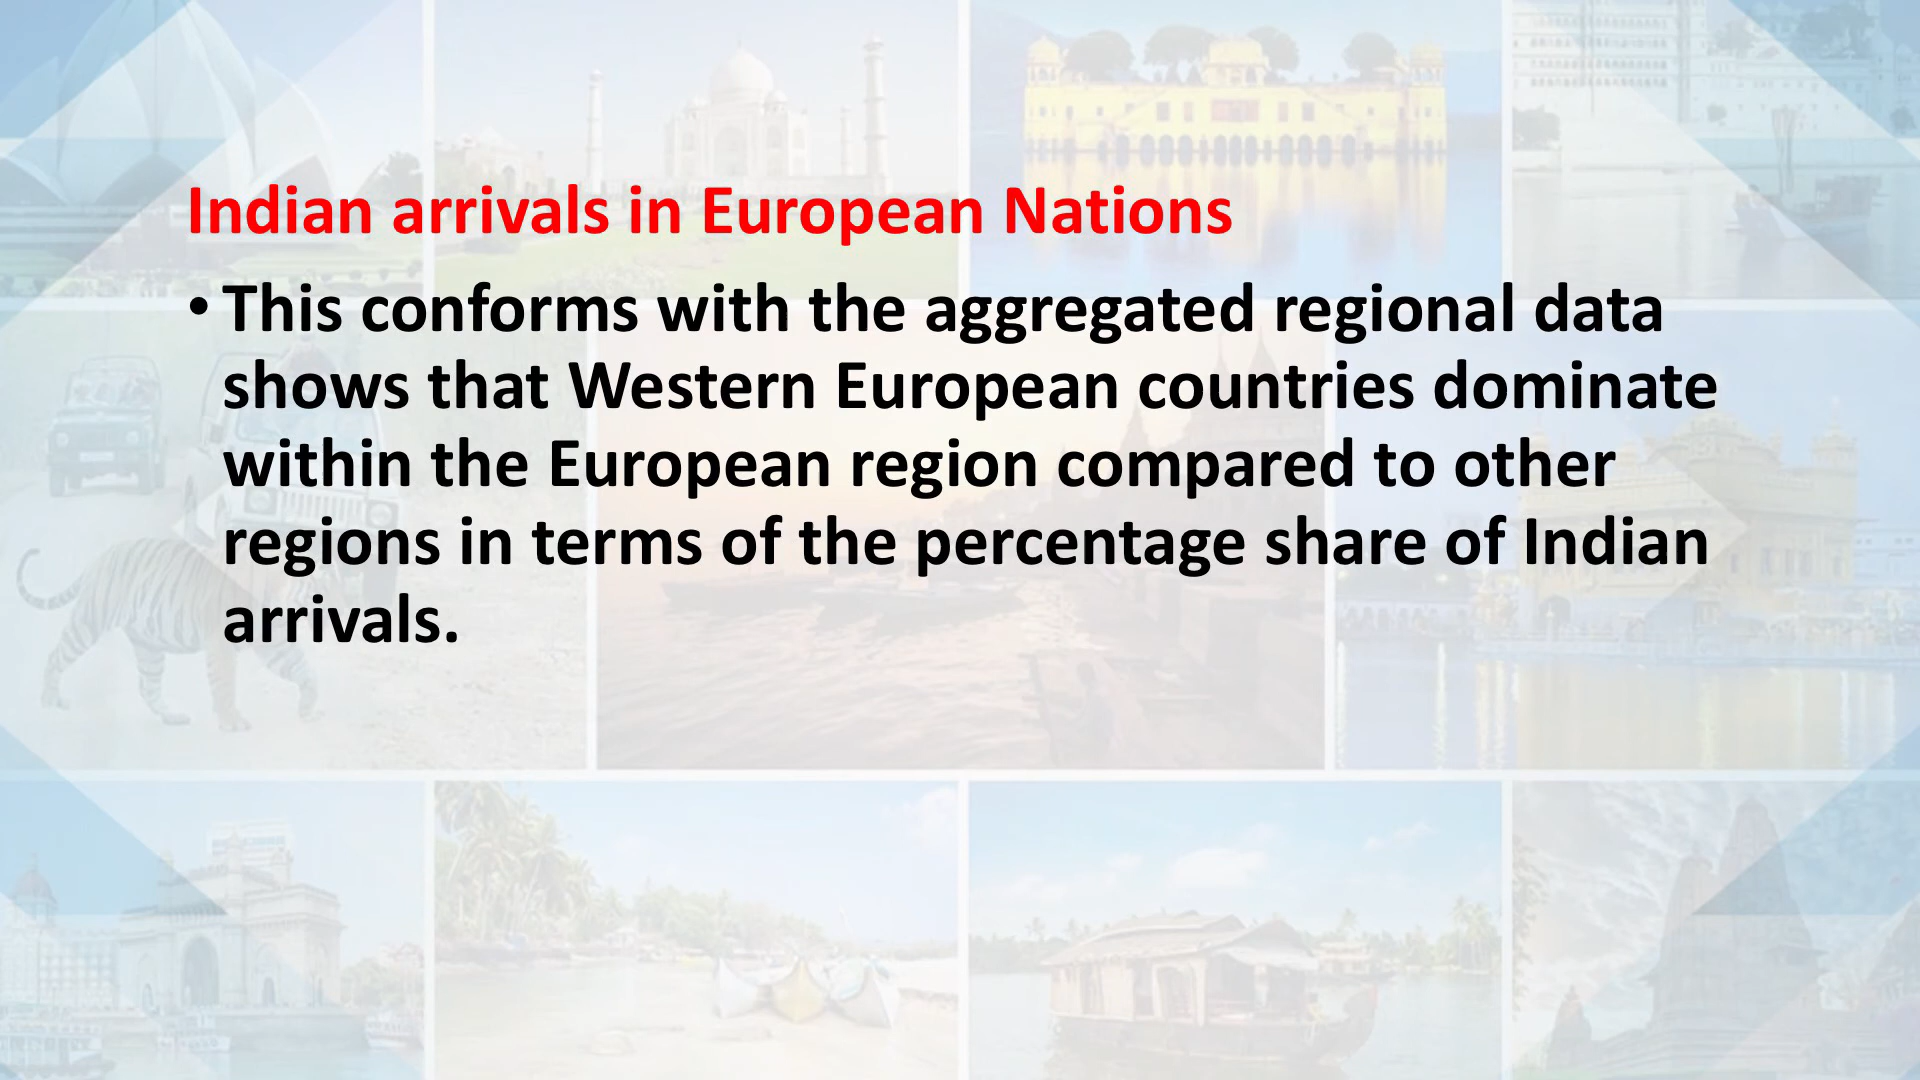 Indian arrivals in European Nations
• This conforms with the aggregated regional data
shows that Western European countries dominate
within the European region compared to other
regions in terms of the percentage share of Indian
arrivals.